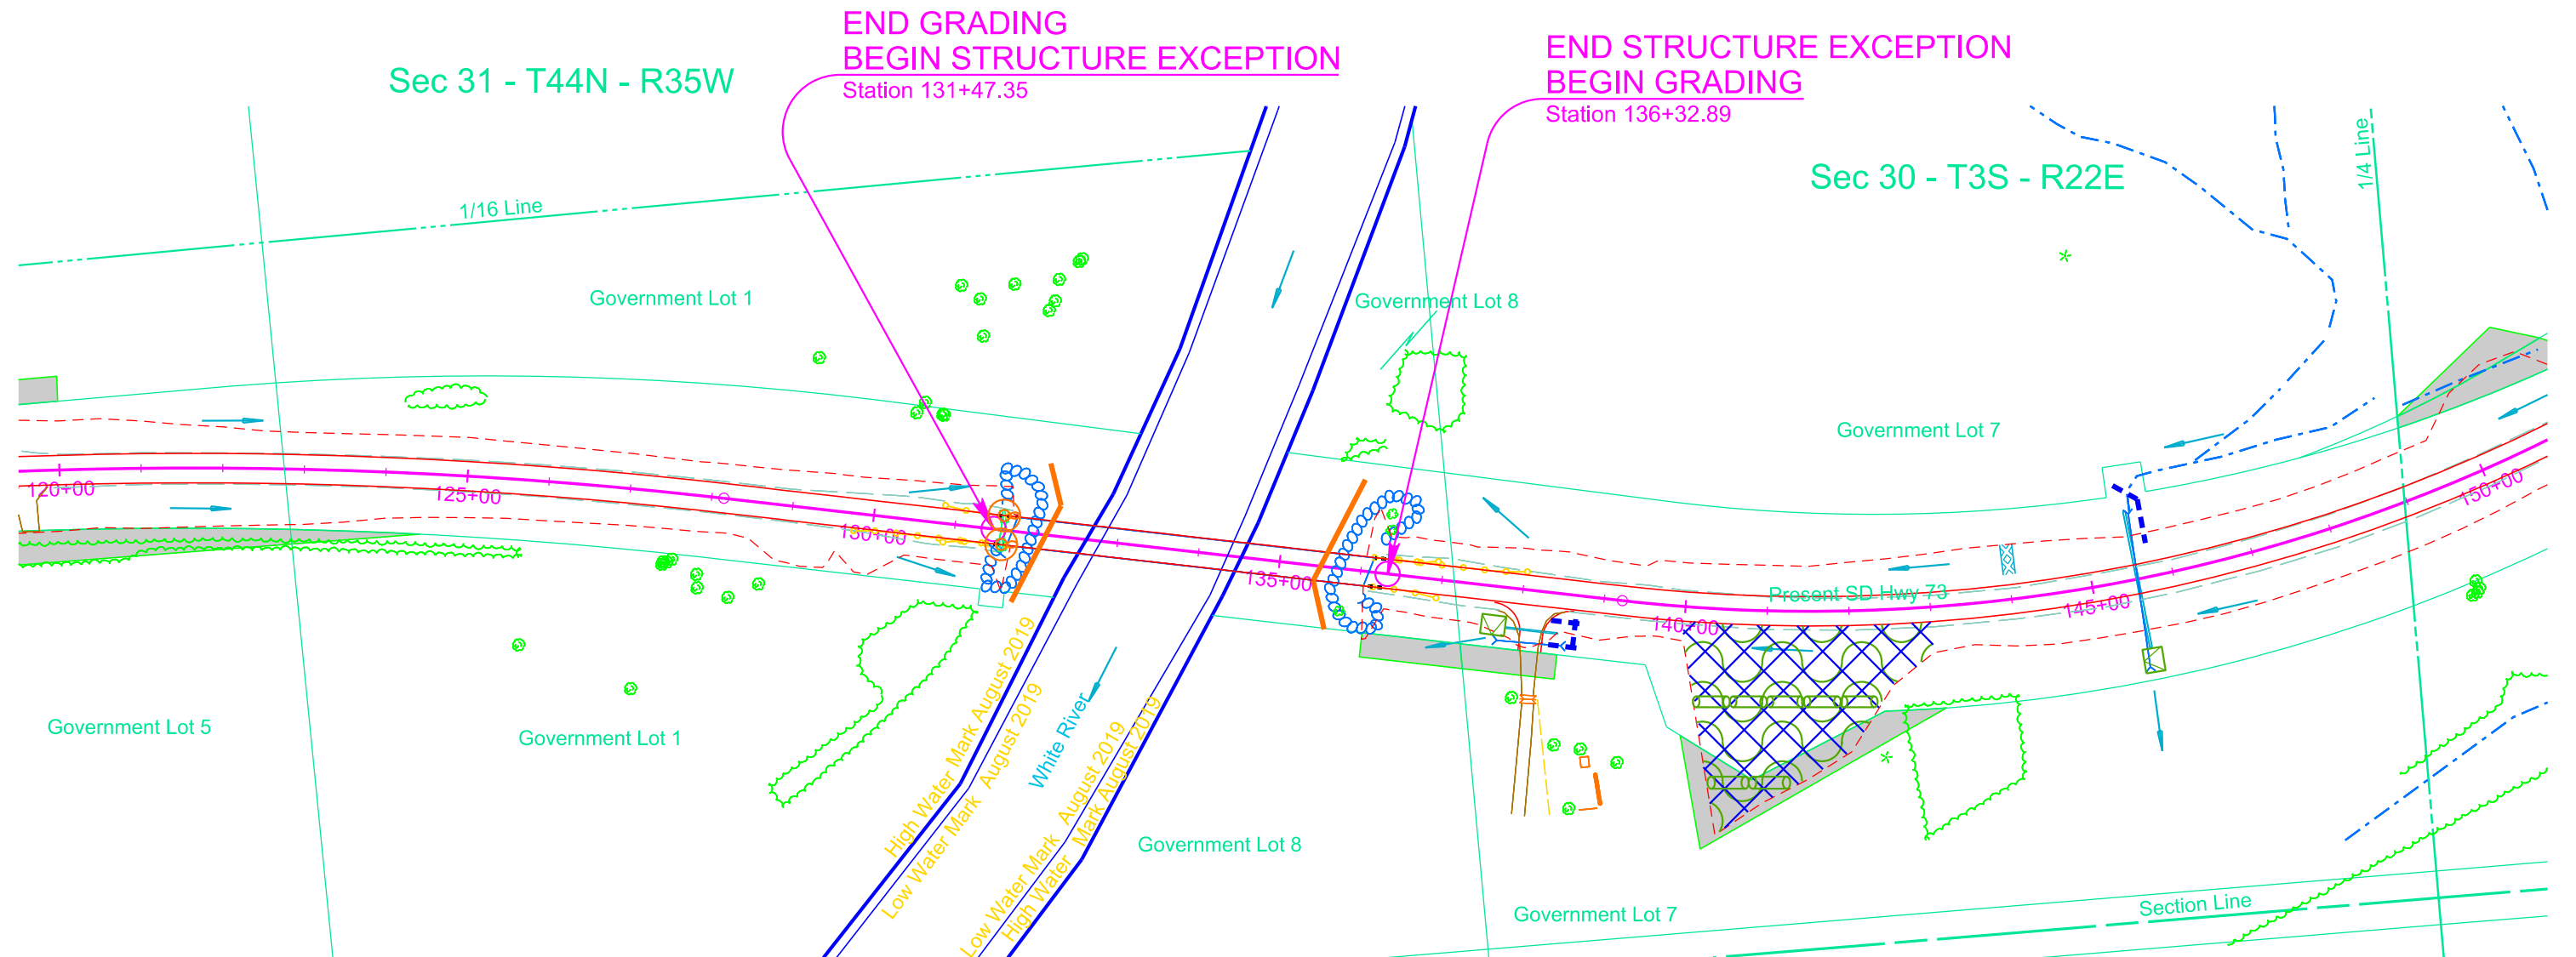 END GRADING
BEGIN STRUCTURE EXCEPTION
Station 131+47.35
END STRUCTURE EXCEPTION
BEGIN GRADING
Station 136+32.89
Sec 31 - T44N - R35W
Sec 30 - T3S - R22E
1/4 Line
1/16 Line
Government Lot 1
Government Lot 8
Government Lot 7
120+00
125+00
130+00
135+00
140+00
145+00
150+00
Present SD Hwy 73
Government Lot 5
Government Lot 1
High Water Mark August 2019
Low Water Mark August 2019
White River
Low Water Mark August 2019
High Water Mark August 2019
Government Lot 8
Government Lot 7
Section Line